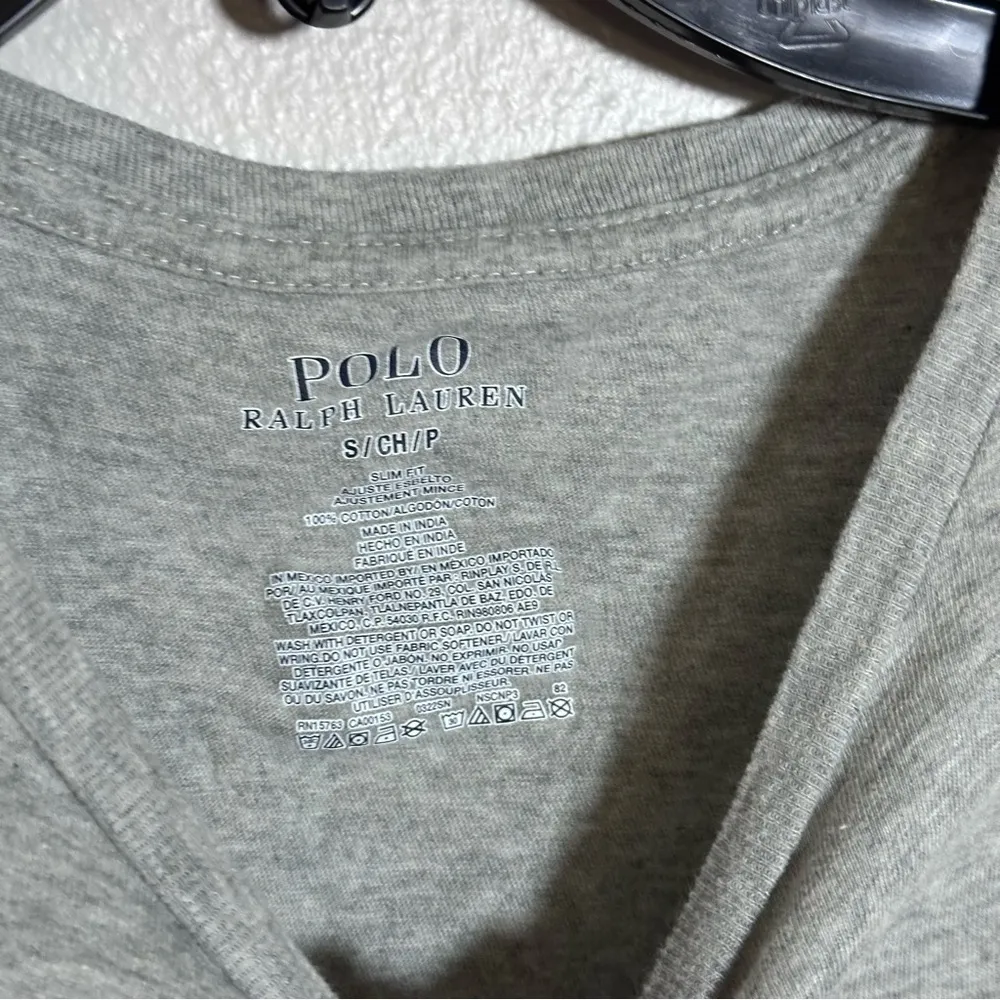 POLO
RALPH LAUREN
S/CH/P
SLIM FIT
AJUSTE ESBELTO
AJUSTEMENT MINCE
100% COTTON/ALGODÓN/COTON
MADE IN INDIA
HECHO EN INDIA
FABRIQUÉ EN INDE
IN MEXICO IMPORTED BY/ EN MÉXICO IMPORTADO
POR/ AU MEXIQUE IMPORTÉ PAR : RINPLAY S. DE R.L
DE C.V. HENRY FORD NO. 29, COL. SAN NICOLÁS
TLAXCOLPAN, TLALNEPANTLA DE BAZ, EDO. DE
MEXICO, C.P. 54030 R.F.C. RIN980806 AE9
WASH WITH DETERGENT OR SOAP. DO NOT TWIST OR
WRING. DO NOT USE FABRIC SOFTENER./ LAVAR CON
DETERGENTE O JABÓN. NO EXPRIMIR. NO USAR
SUAVIZANTE DE TELAS./ LAVER AVEC DU DETERGENT
OU DU SAVON. NE PAS TORDRE NI ESSORER. NE PAS
UTILISER D'ASSOUPLISSEUR.
RN15763 CA00153 0322SN NSCNP3 82
30